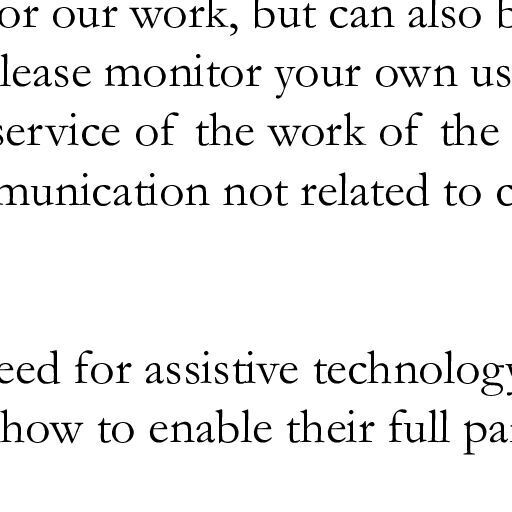 or our work, but can also b
lease monitor your own us
service of the work of the
munication not related to c
eed for assistive technology
how to enable their full par